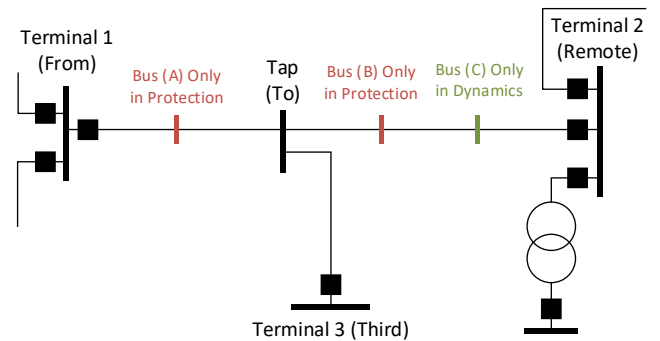 Terminal 1
(From)
Bus (A) Only
in Protection
Tap
(To)
Bus (B) Only
in Protection
Bus (C) Only
in Dynamics
Terminal 2
(Remote)
Terminal 3 (Third)